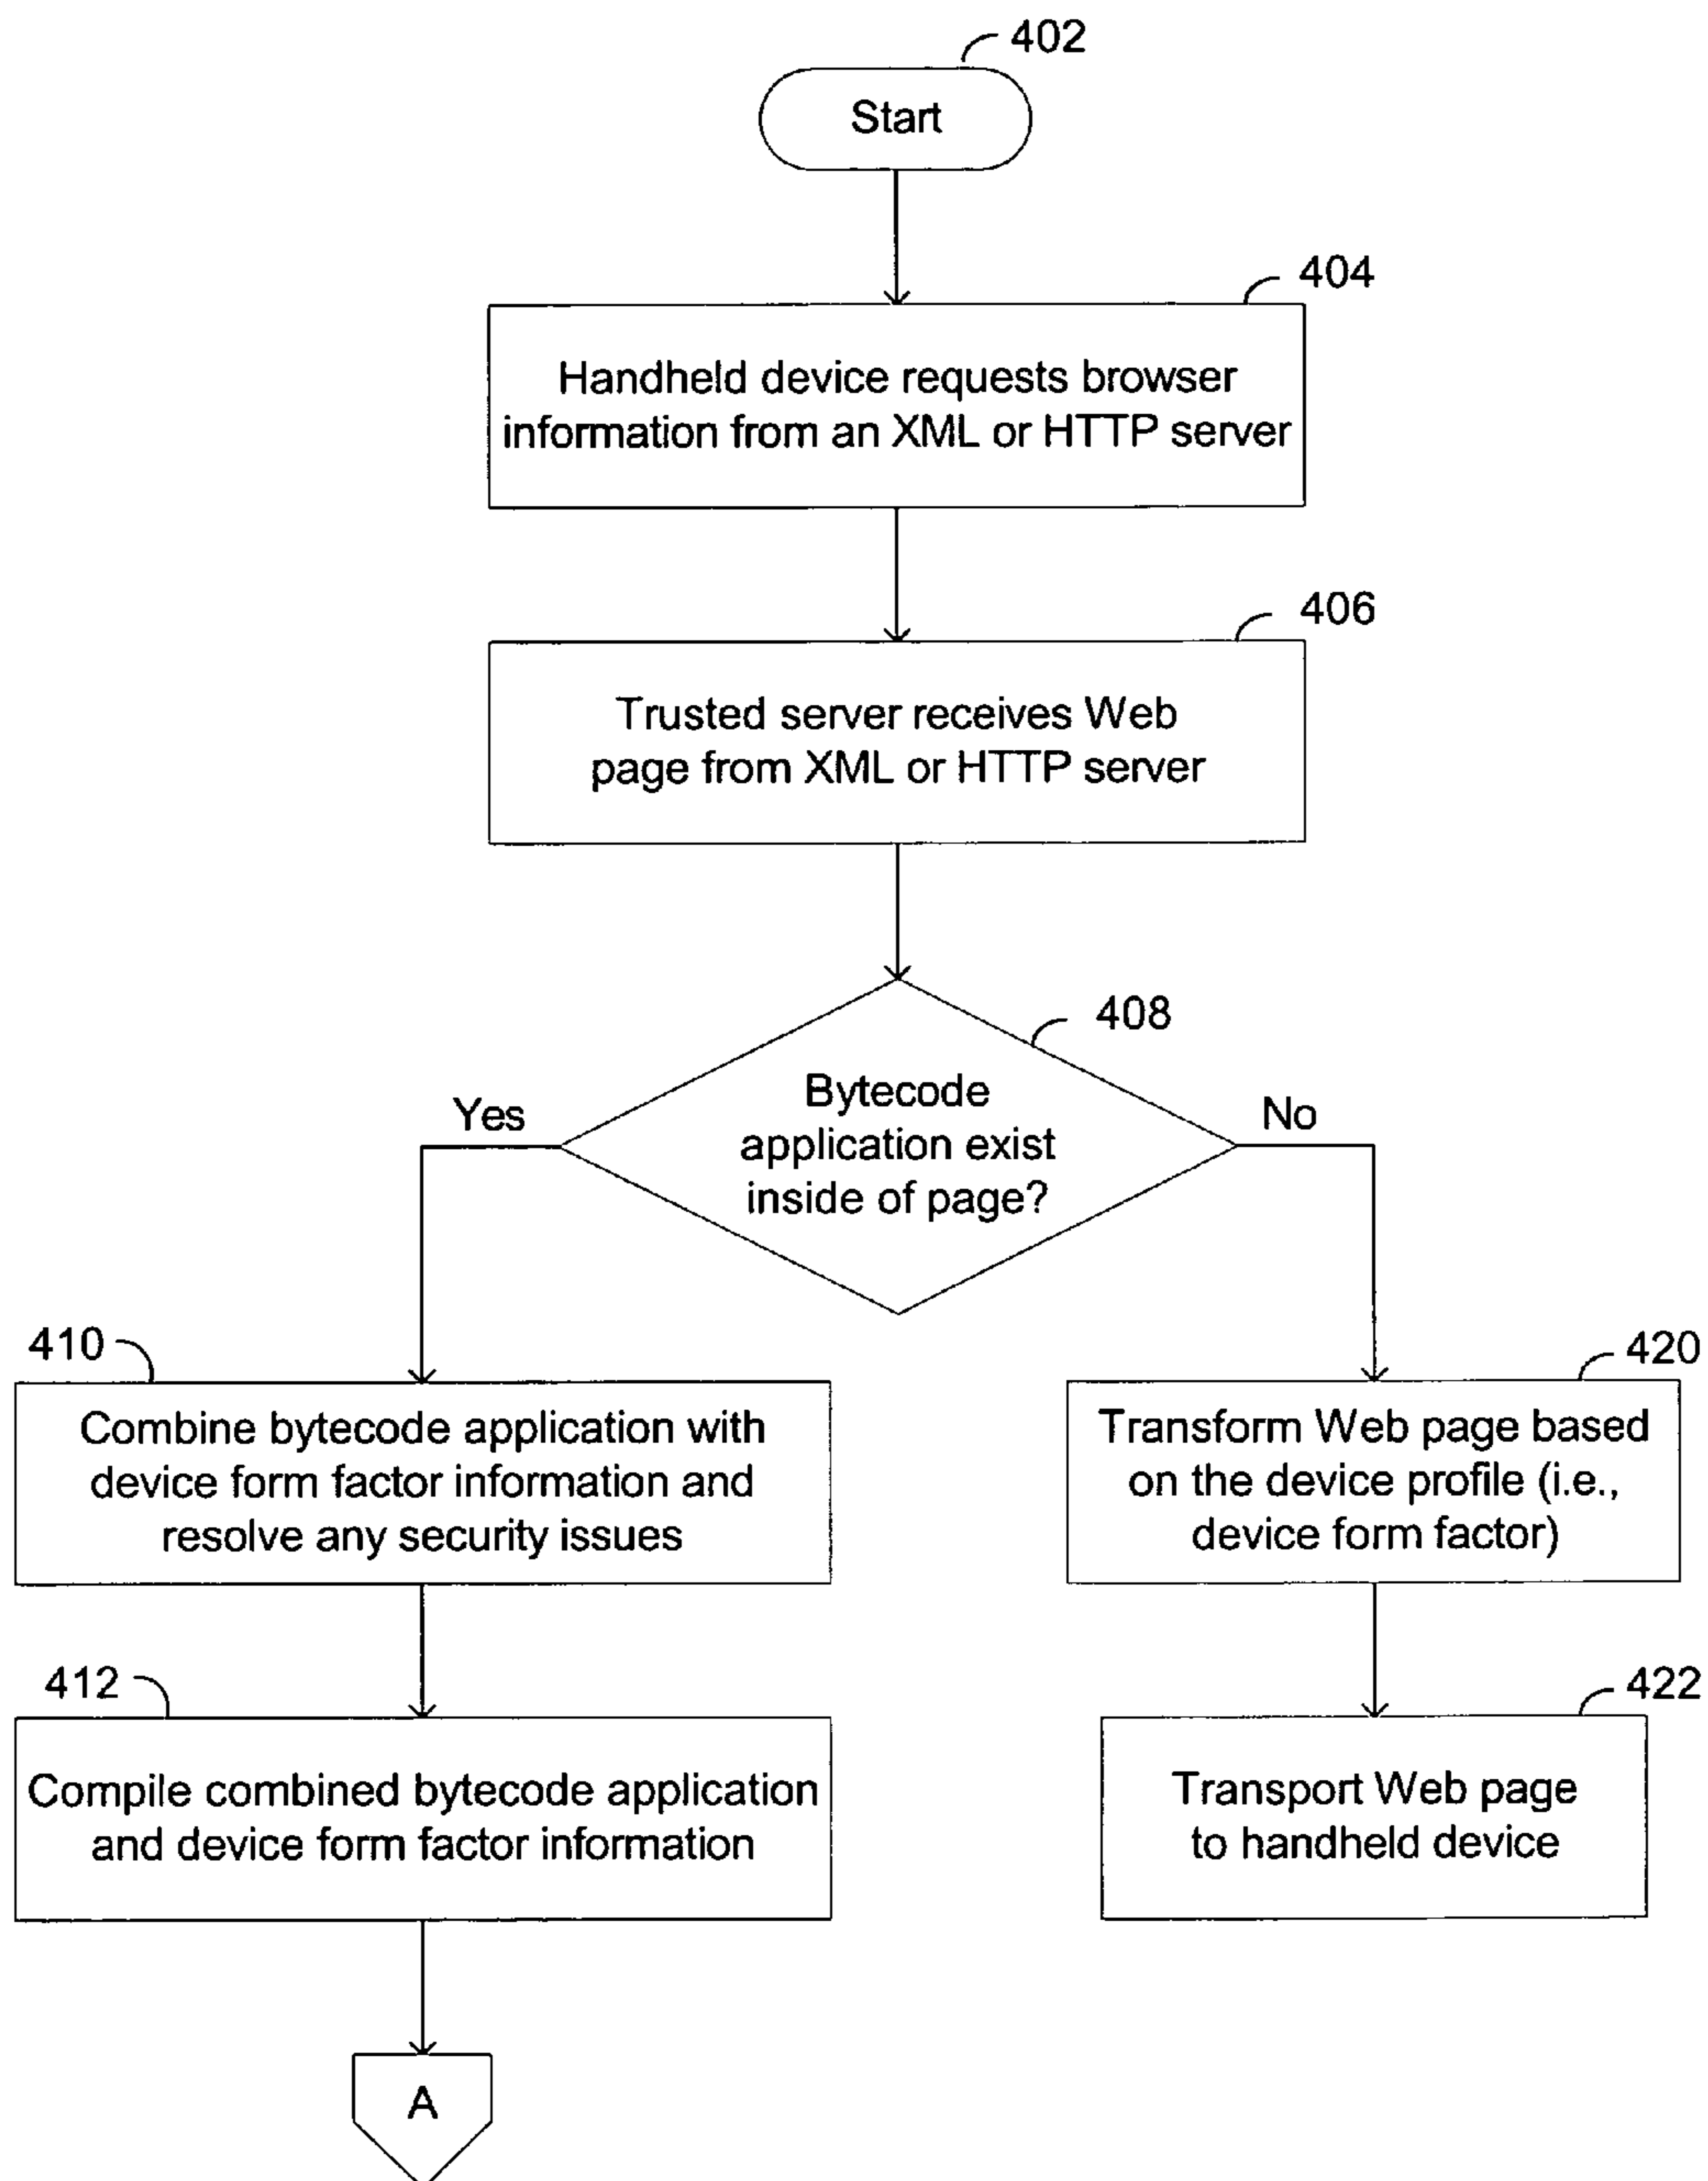 402
Start
404
Handheld device requests browser
information from an XML or HTTP server
406
Trusted server receives Web
page from XML or HTTP server
408
Bytecode
application exist
inside of page?
Yes
No
410
Combine bytecode application with
device form factor information and
resolve any security issues
420
Transform Web page based
on the device profile (i.e.,
device form factor)
412
Compile combined bytecode application
and device form factor information
422
Transport Web page
to handheld device
A